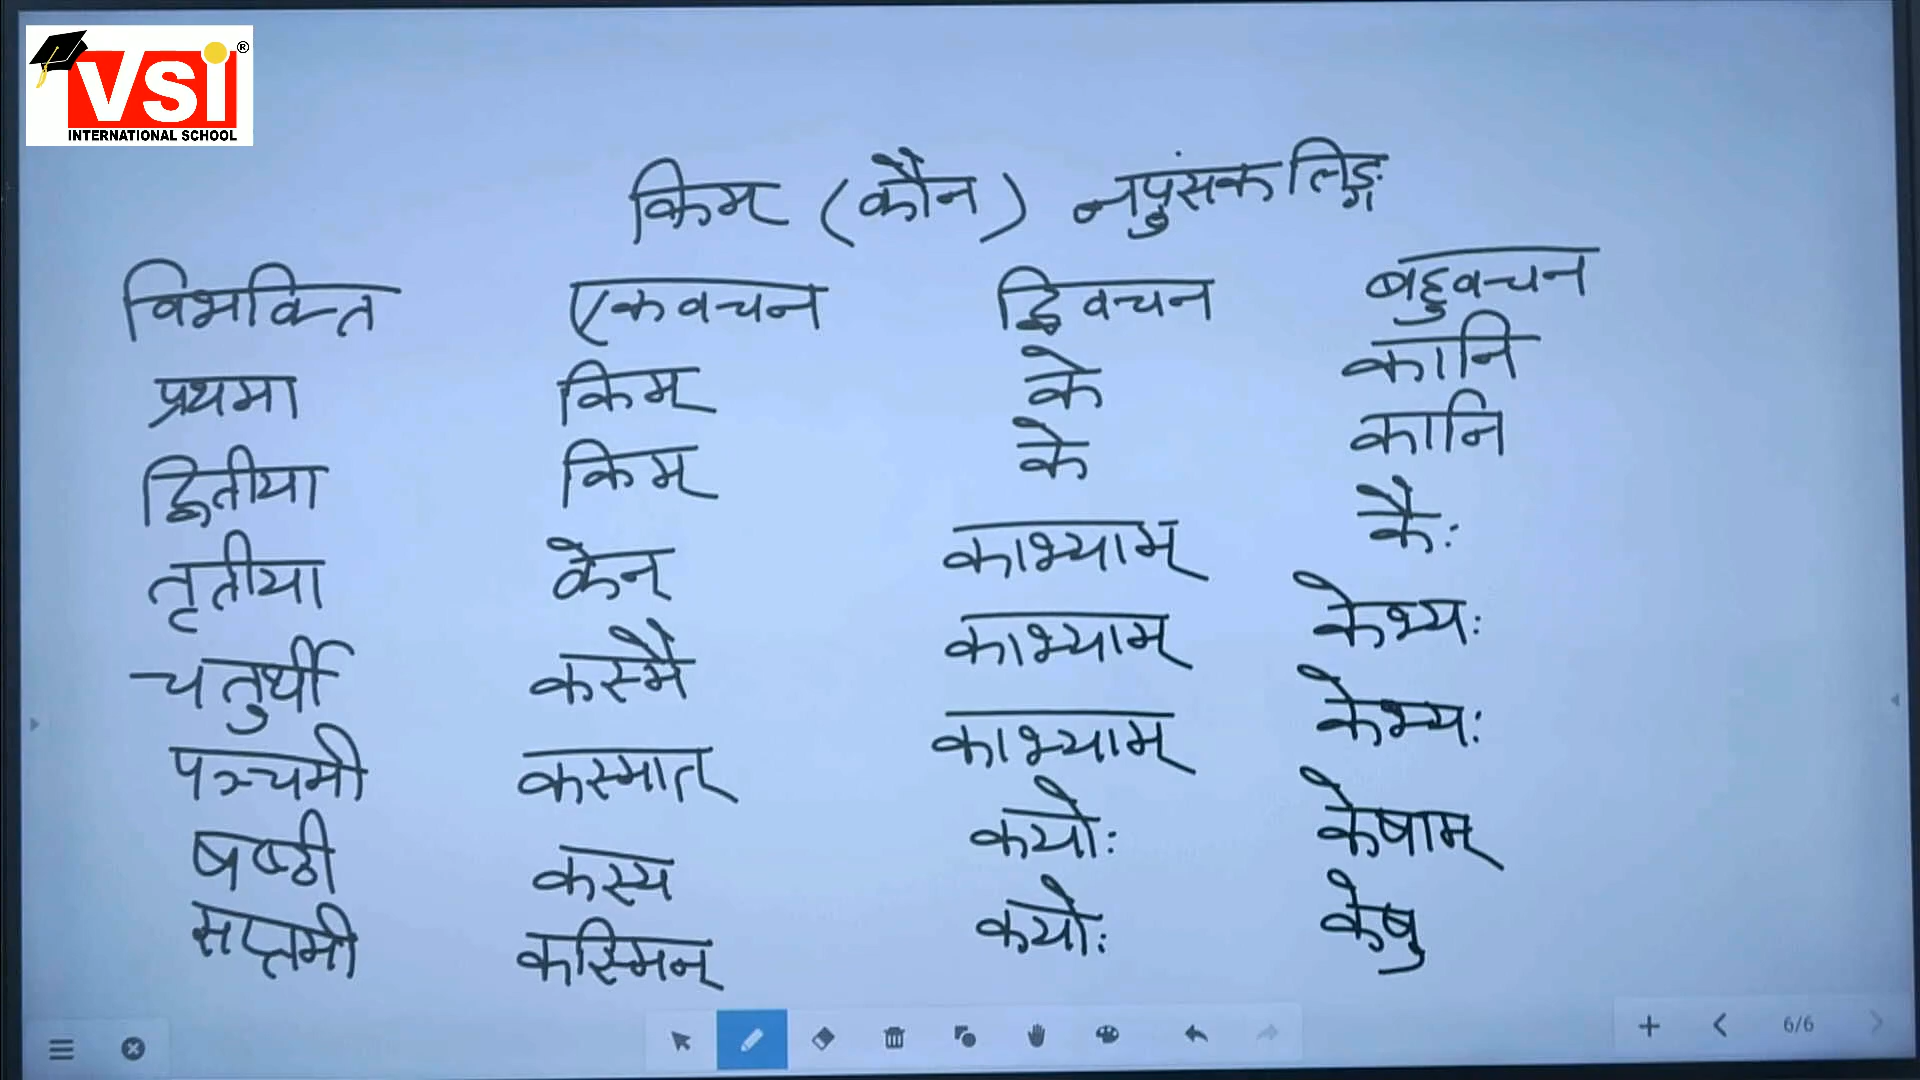 VSI ®
INTERNATIONAL SCHOOL
किम् (कौन) नपुंसकलिङ्ग
विभक्ति एकवचन द्विवचन बहुवचन
प्रथमा किम् के कानि
द्वितीया किम् के कानि
तृतीया केन काभ्याम् कैः
चतुर्थी कस्मै काभ्याम् केभ्यः
पञ्चमी कस्मात् काभ्याम् केभ्यः
षष्ठी कस्य कयोः केषाम्
सप्तमी कस्मिन् कयोः केषु
6/6